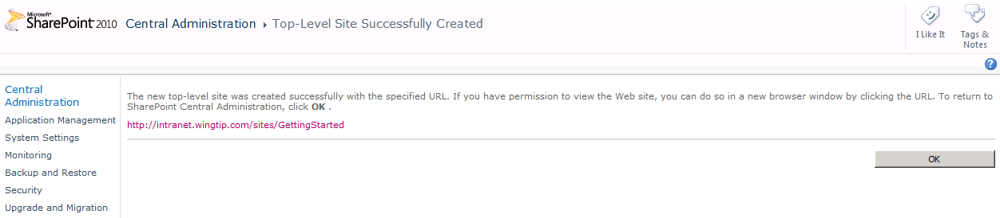 Microsoft®
SharePoint® 2010 Central Administration ▸ Top-Level Site Successfully Created
I Like It
Tags &
Notes
?
Central
Administration
Application Management
System Settings
Monitoring
Backup and Restore
Security
Upgrade and Migration
The new top-level site was created successfully with the specified URL. If you have permission to view the Web site, you can do so in a new browser window by clicking the URL. To return to
SharePoint Central Administration, click OK .
http://intranet.wingtip.com/sites/GettingStarted
OK